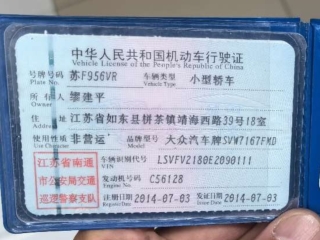 中华人民共和国机动车行驶证
Vehicle License of the People's Republic of China
号牌号码 苏F956VR 车辆类型 小型轿车
Plate No. Vehicle Type
所有人 缪建平
Owner
住址 江苏省如东县拼茶镇靖海西路39号18室
Address
使用性质 非营运 品牌型号 大众汽车牌SVW7167FMD
Use Character Model
江苏省南通 车辆识别代号 LSVFV2180E2090111
VIN
市公安局交通 发动机号码 C56128
Engine No.
巡逻警察支队 注册日期 2014-07-03 发证日期 2014-07-03
Register Date Issue Date